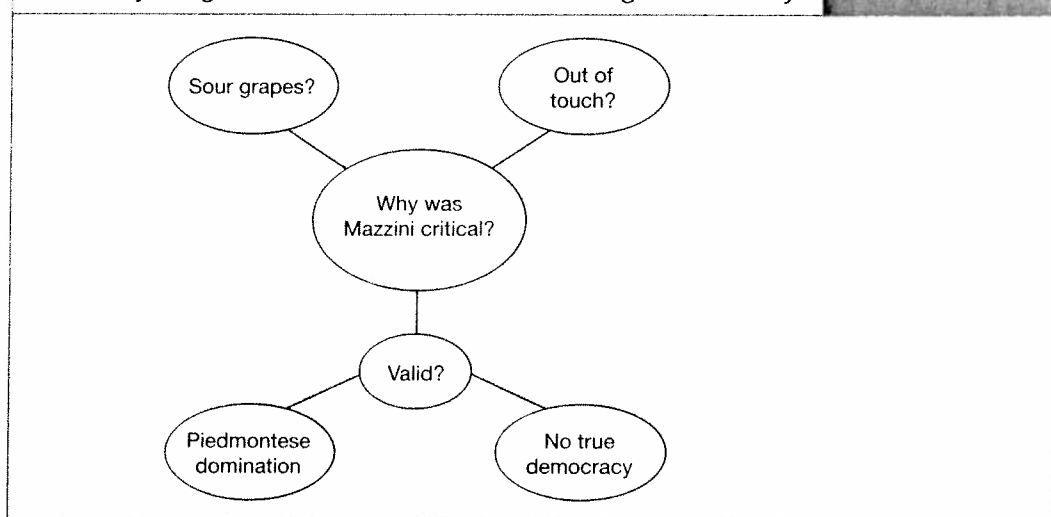 Sour grapes?
Out of
touch?
Why was
Mazzini critical?
Valid?
Piedmontese
domination
No true
democracy